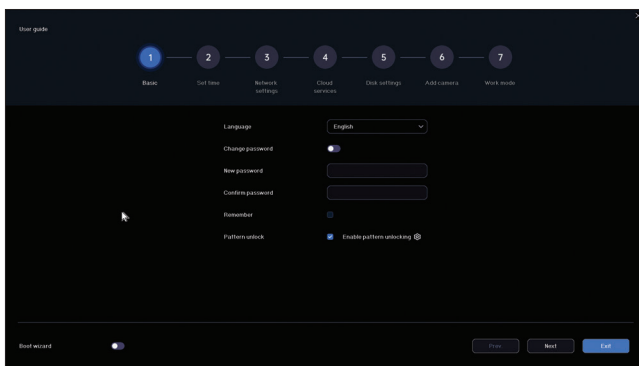 User guide
1 2 3 4 5 6 7
Basic Set time Network settings Cloud services Disk settings Add camera Work mode
Language English
Change password
New password
Confirm password
Remember
Pattern unlock Enable pattern unlocking
Boot wizard Prev Next Exit